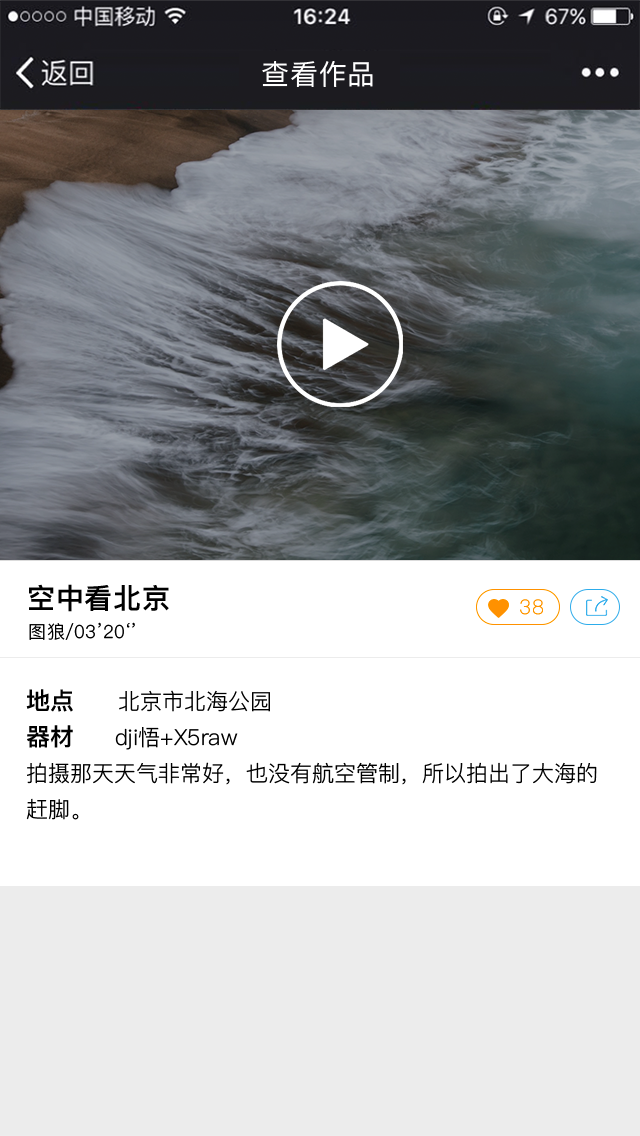 中国移动 16:24 67%
返回 查看作品
空中看北京 38
图狼/03’20‘’
地点 北京市北海公园
器材 dji悟+X5raw
拍摄那天天气非常好，也没有航空管制，所以拍出了大海的
赶脚。